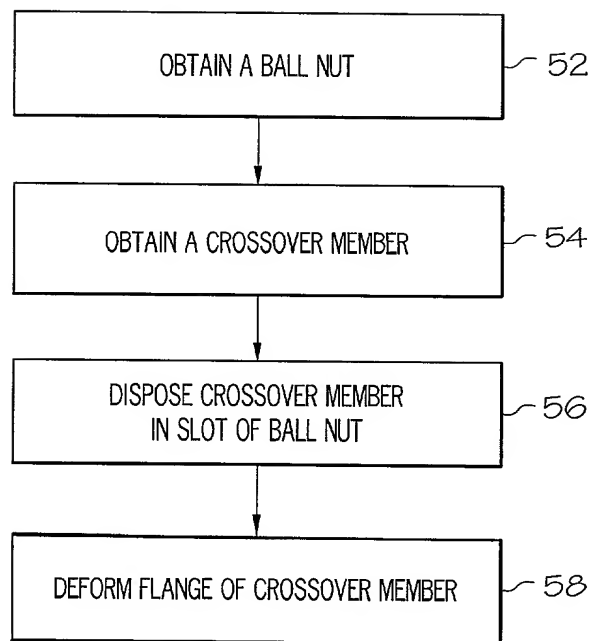 OBTAIN A BALL NUT
52
OBTAIN A CROSSOVER MEMBER
54
DISPOSE CROSSOVER MEMBER
IN SLOT OF BALL NUT
56
DEFORM FLANGE OF CROSSOVER MEMBER
58